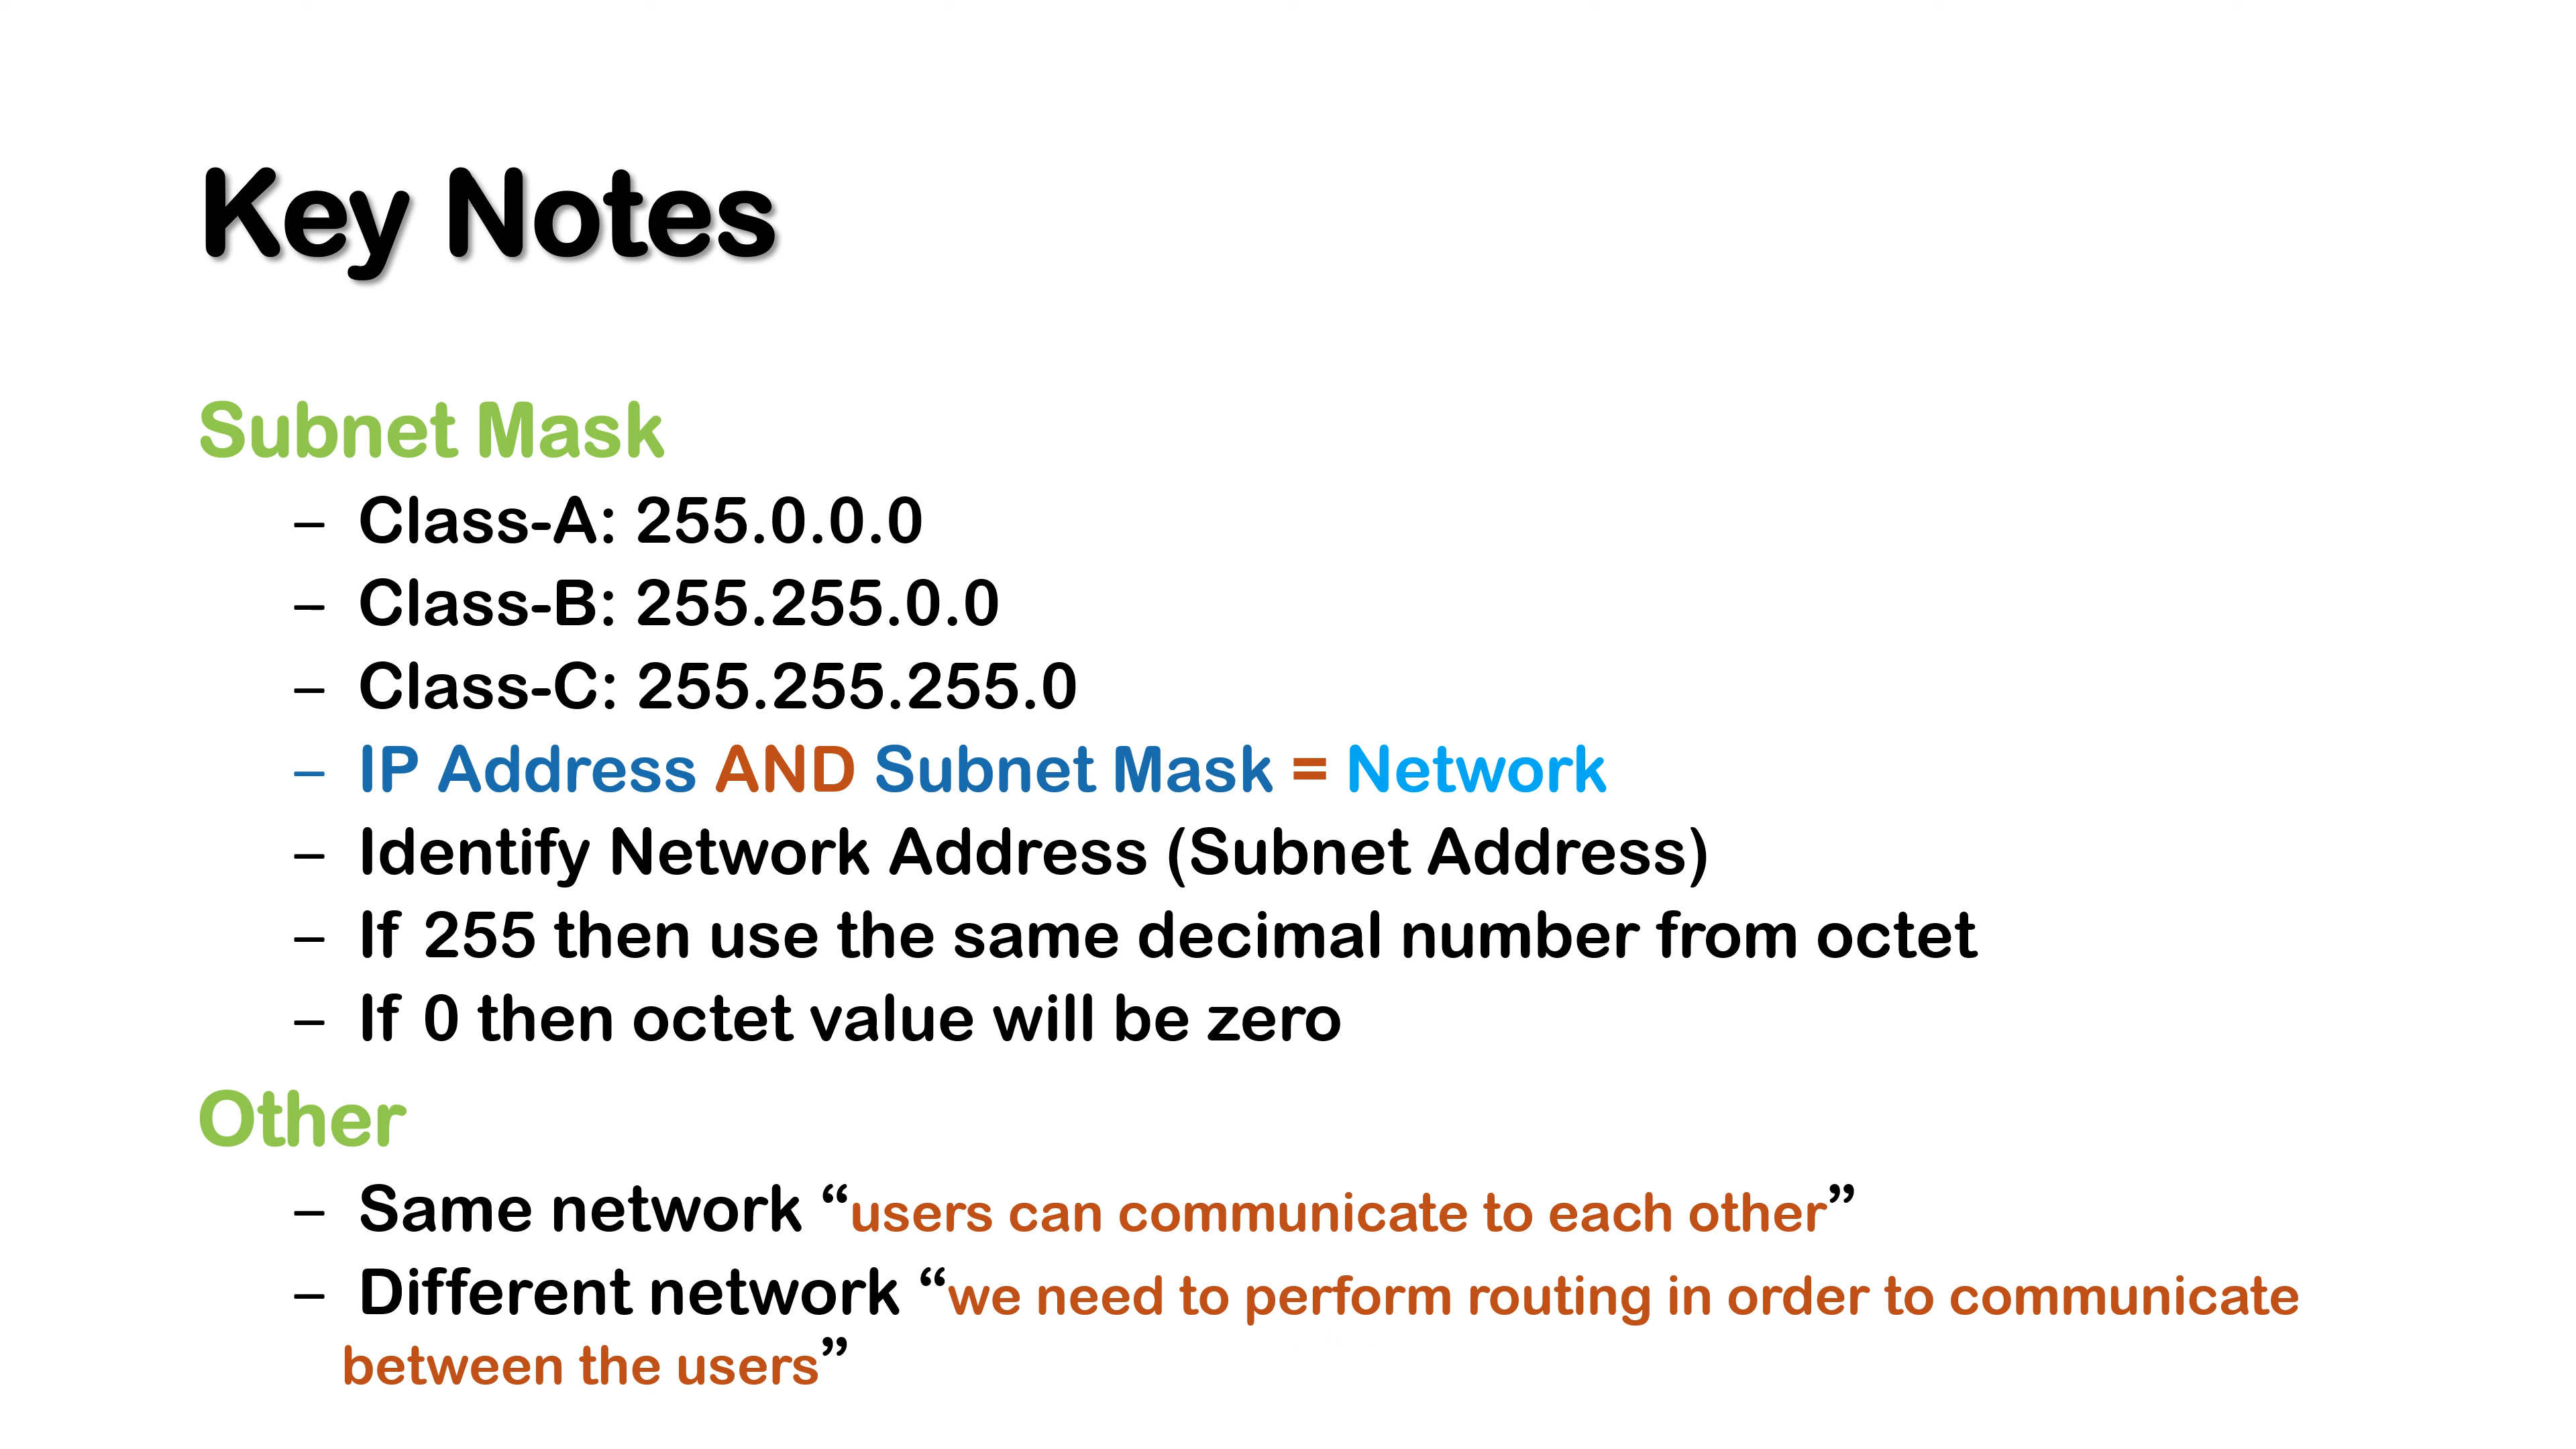 Key Notes
Subnet Mask
– Class-A: 255.0.0.0
– Class-B: 255.255.0.0
– Class-C: 255.255.255.0
– IP Address AND Subnet Mask = Network
– Identify Network Address (Subnet Address)
– If 255 then use the same decimal number from octet
– If 0 then octet value will be zero
Other
– Same network “users can communicate to each other”
– Different network “we need to perform routing in order to communicate
between the users”